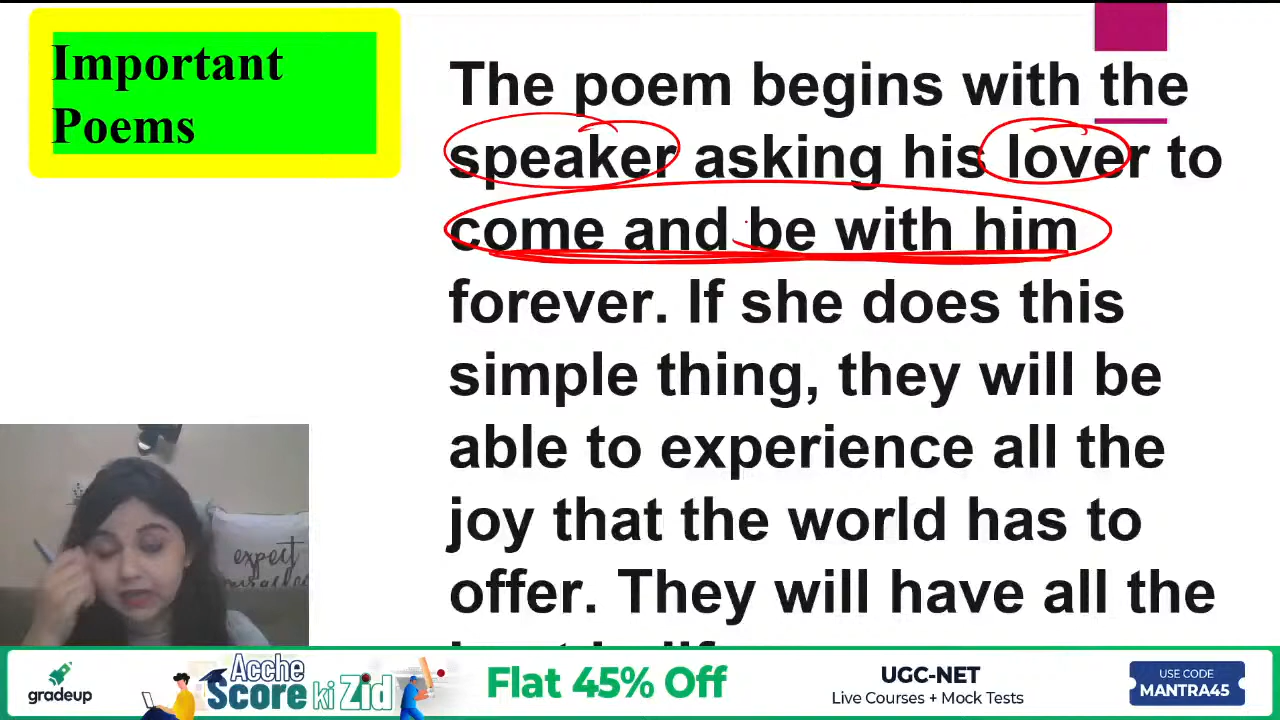 Important
Poems
The poem begins with the
speaker asking his lover to
come and be with him
forever. If she does this
simple thing, they will be
able to experience all the
joy that the world has to
offer. They will have all the
expect
gradeup
Acche
Score ki Zid
Flat 45% Off
UGC-NET
Live Courses + Mock Tests
USE CODE
MANTRA45